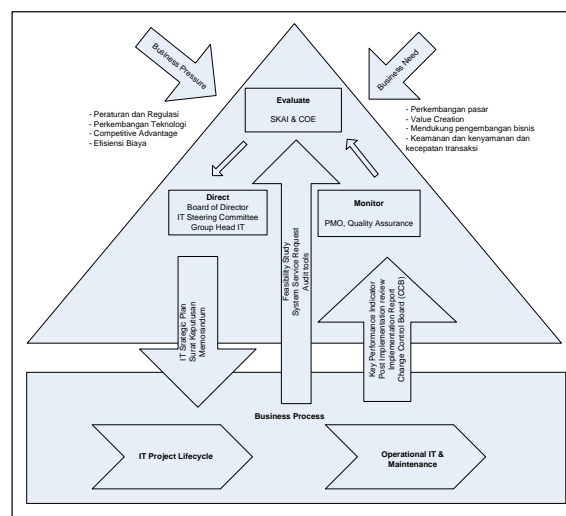 Business Pressure
Business Need
- Peraturan dan Regulasi
- Perkembangan Teknologi
- Competitive Advantage
- Efisiensi Biaya
Evaluate
SKAI & COE
- Perkembangan pasar
- Value Creation
- Mendukung pengembangan bisnis
- Keamanan dan kenyamanan dan
kecepatan transaksi
Direct
Board of Director
IT Steering Committee
Group Head IT
Monitor
PMO, Quality Assurance
Feasibility Study
System Service Request
Audit tools
IT Srategic Plan
Surat Keputusan
Memorandum
Key Performance Indicator
Post Implementation review
Implementation Report
Change Control Board (CCB)
Business Process
IT Project Lifecycle
Operational IT &
Maintenance